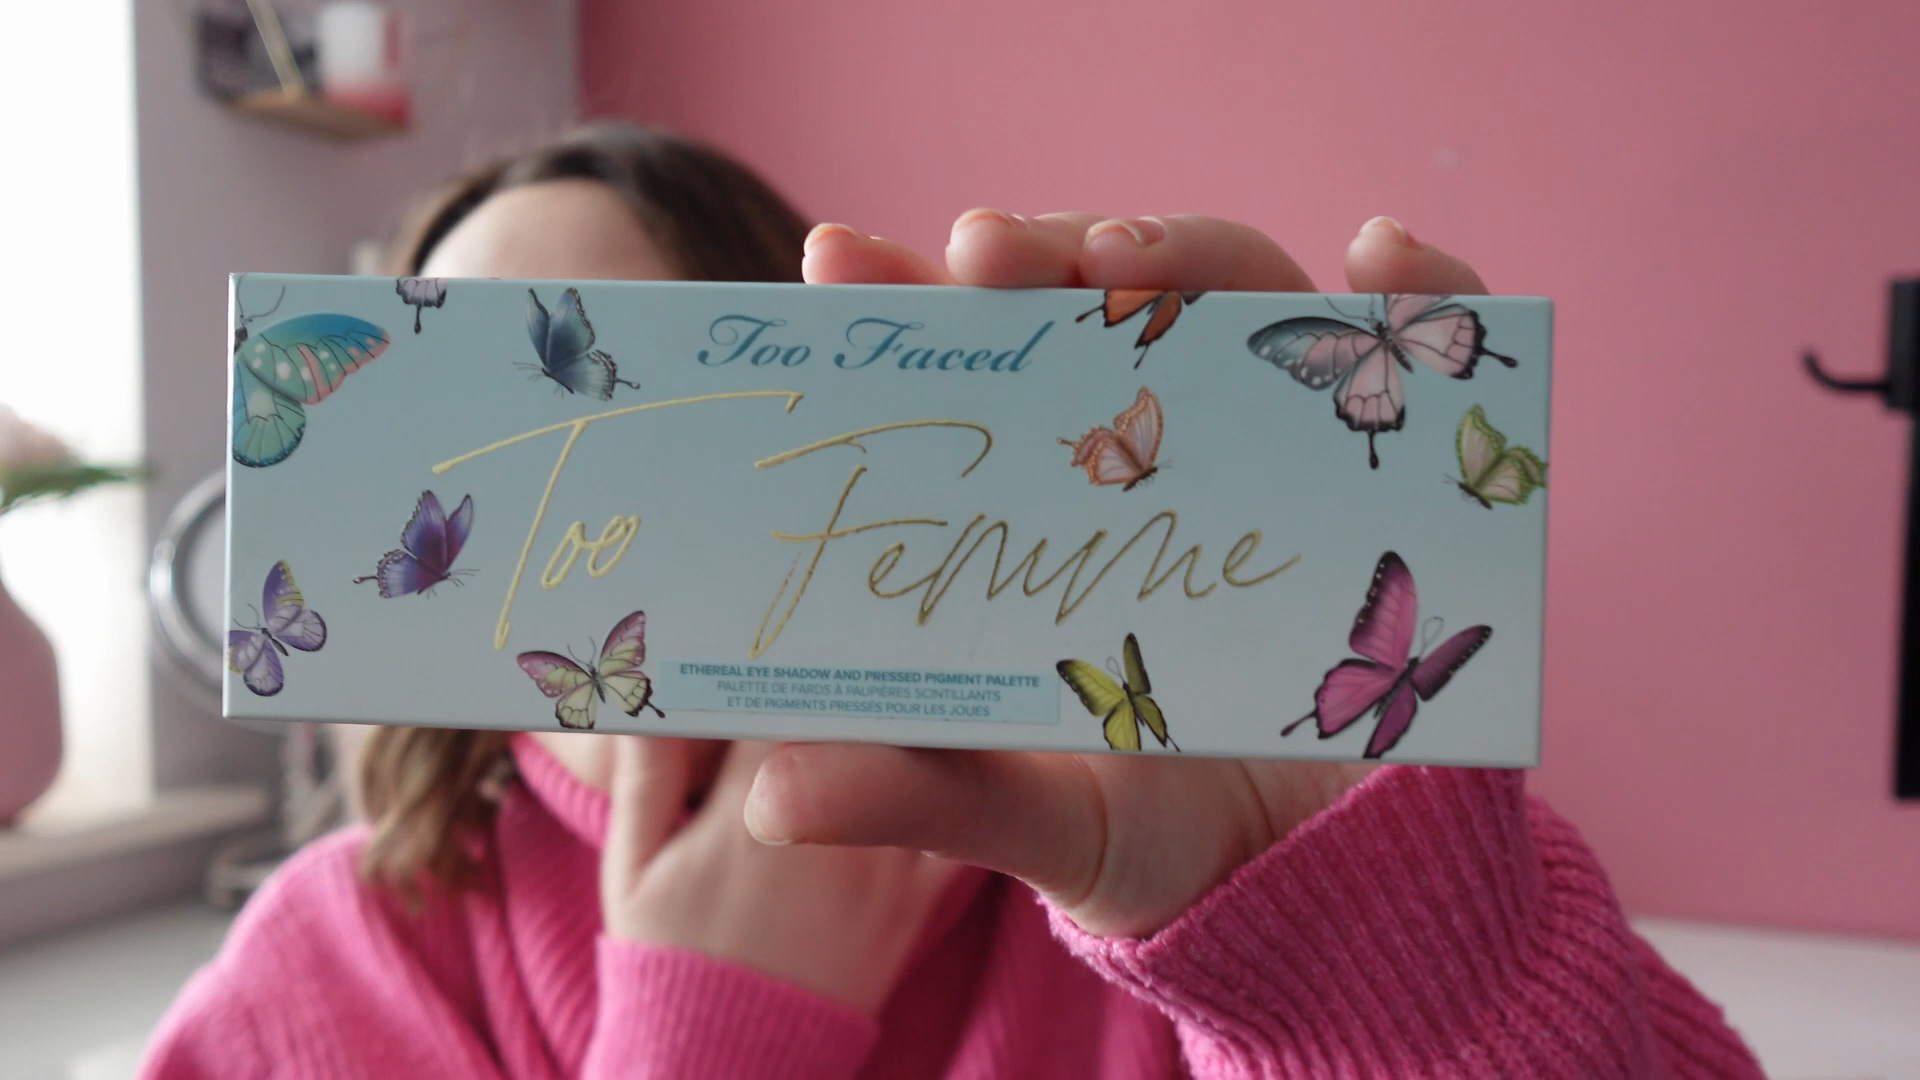 Too Faced
Too Femme
ETHEREAL EYE SHADOW AND PRESSED PIGMENT PALETTE
PALETTE DE FARDS À PAUPIÈRES SCINTILLANTS
ET DE PIGMENTS PRESSÉS POUR LES JOUES